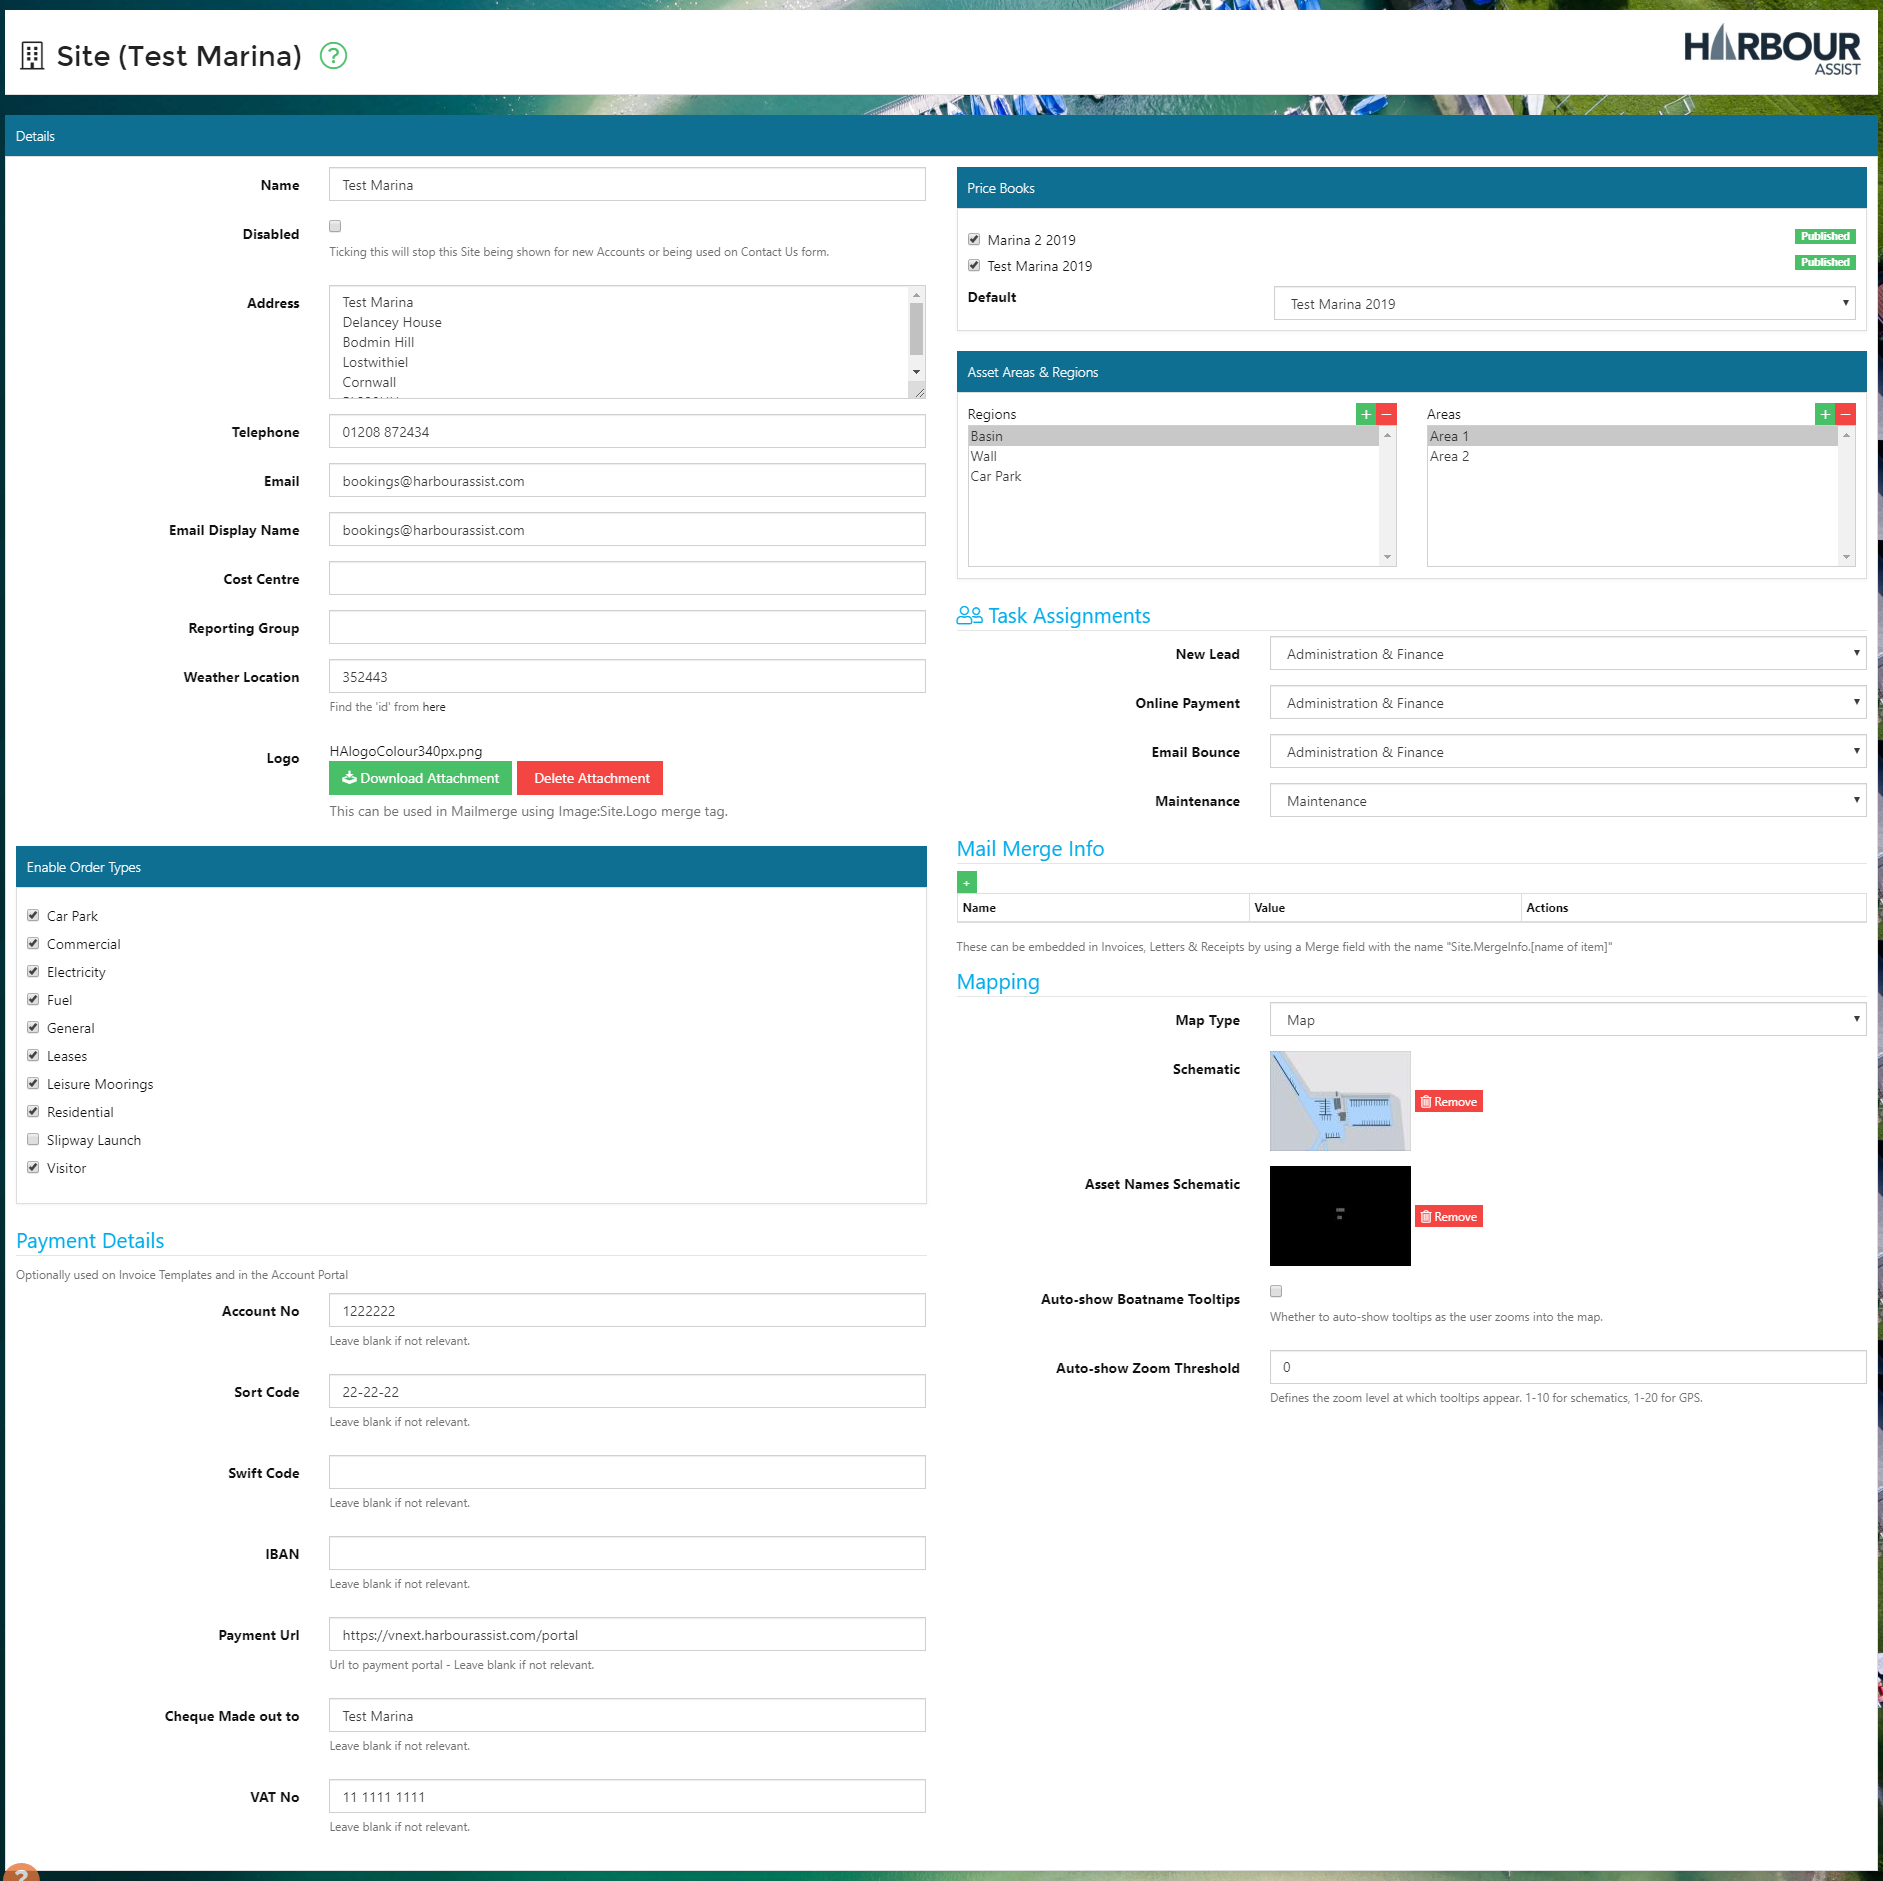 Site (Test Marina) ?
HARBOUR
ASSIST
Details
Name
Test Marina
Disabled
Ticking this will stop this Site being shown for new Accounts or being used on Contact Us form.
Address
Test Marina
Delancey House
Bodmin Hill
Lostwithiel
Cornwall
Telephone
01208 872434
Email
bookings@harbourassist.com
Email Display Name
bookings@harbourassist.com
Cost Centre
Reporting Group
Weather Location
352443
Find the 'id' from here
Logo
HAlogoColour340px.png
Download Attachment
Delete Attachment
This can be used in Mailmerge using Image:Site.Logo merge tag.
Enable Order Types
Car Park
Commercial
Electricity
Fuel
General
Leases
Leisure Moorings
Residential
Slipway Launch
Visitor
Payment Details
Optionally used on Invoice Templates and in the Account Portal
Account No
1222222
Leave blank if not relevant.
Sort Code
22-22-22
Leave blank if not relevant.
Swift Code
Leave blank if not relevant.
IBAN
Leave blank if not relevant.
Payment Url
https://vnext.harbourassist.com/portal
Url to payment portal - Leave blank if not relevant.
Cheque Made out to
Test Marina
Leave blank if not relevant.
VAT No
11 1111 1111
Leave blank if not relevant.
Price Books
Marina 2 2019
Published
Test Marina 2019
Published
Default
Test Marina 2019
Asset Areas & Regions
Regions
Basin
Wall
Car Park
Areas
Area 1
Area 2
Task Assignments
New Lead
Administration & Finance
Online Payment
Administration & Finance
Email Bounce
Administration & Finance
Maintenance
Maintenance
Mail Merge Info
+
Name
Value
Actions
These can be embedded in Invoices, Letters & Receipts by using a Merge field with the name "Site.MergeInfo.[name of item]"
Mapping
Map Type
Map
Schematic
Remove
Asset Names Schematic
Remove
Auto-show Boatname Tooltips
Whether to auto-show tooltips as the user zooms into the map.
Auto-show Zoom Threshold
0
Defines the zoom level at which tooltips appear. 1-10 for schematics, 1-20 for GPS.